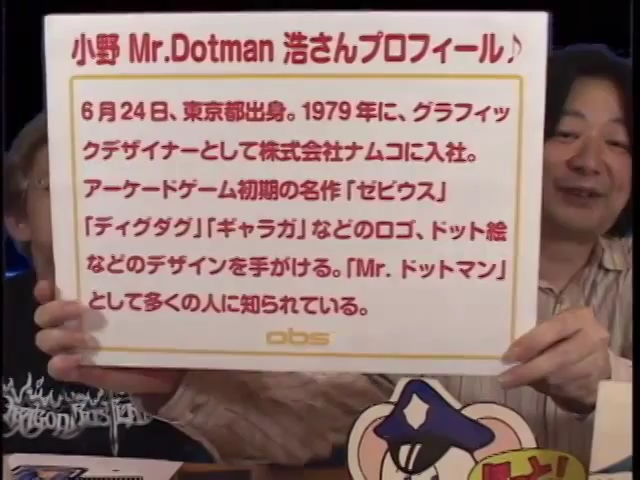 小野 Mr.Dotman 浩さんプロフィール♪
6月24日、東京都出身。1979年に、グラフィッ
クデザイナーとして株式会社ナムコに入社。
アーケードゲーム初期の名作「ゼビウス」
「ディグダグ」「ギャラガ」などのロゴ、ドット絵
などのデザインを手がける。「Mr.ドットマン」
として多くの人に知られている。
obs